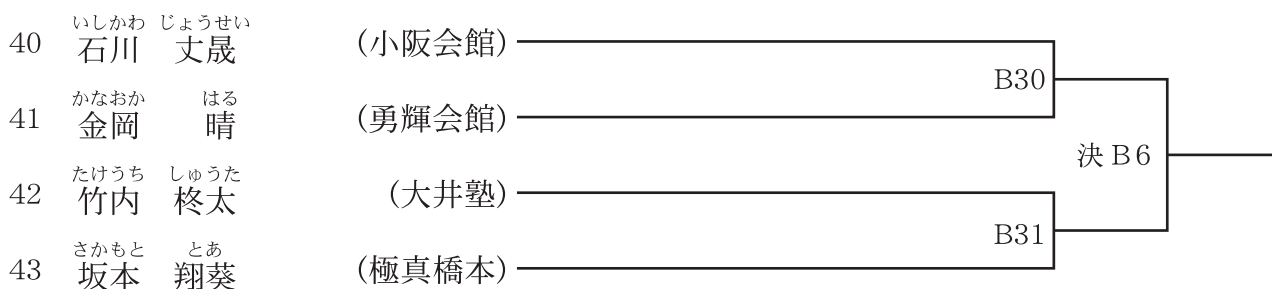 いしかわ じょうせい
40 石川 丈晟 (小阪会館)
B30
かなおか はる
41 金岡 晴 (勇輝会館)
決 B6
たけうち しゅうた
42 竹内 柊太 (大井塾)
B31
さかもと とあ
43 坂本 翔葵 (極真橋本)